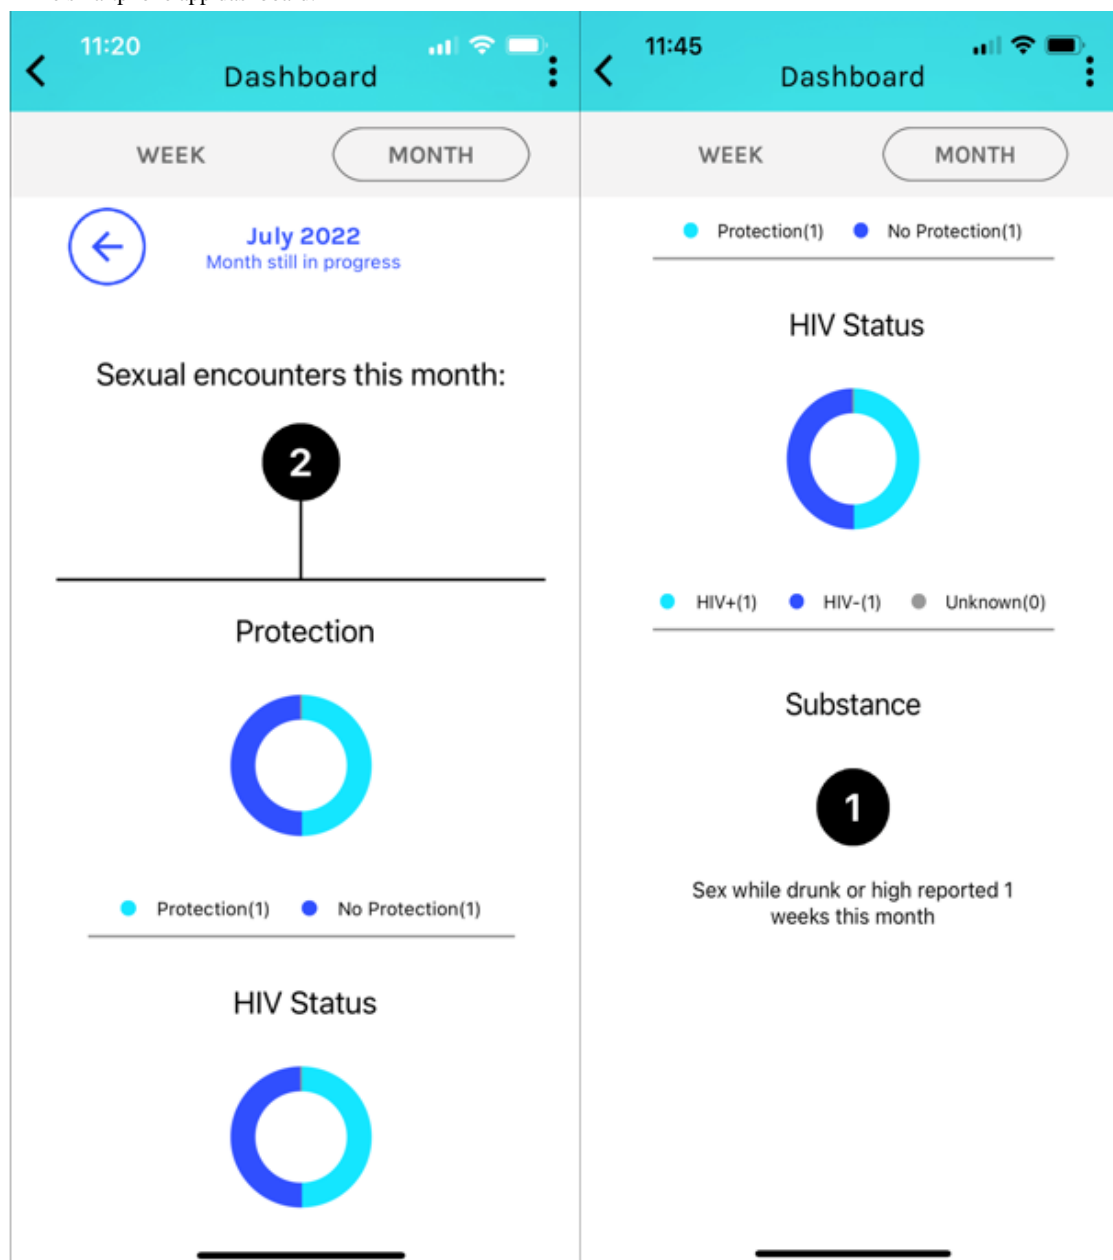 11:20
Dashboard
WEEK MONTH
July 2022
Month still in progress
Sexual encounters this month:
2
Protection
Protection(1) No Protection(1)
HIV Status
11:45
Dashboard
WEEK MONTH
Protection(1) No Protection(1)
HIV Status
HIV+(1) HIV-(1) Unknown(0)
Substance
1
Sex while drunk or high reported 1
weeks this month